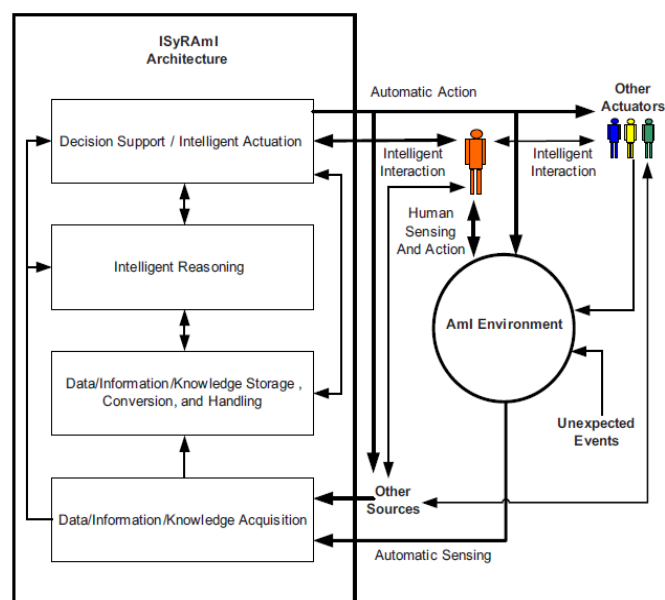 ISyRAmI
Architecture
Decision Support / Intelligent Actuation
Intelligent Reasoning
Data/Information/Knowledge Storage ,
Conversion, and Handling
Data/Information/Knowledge Acquisition
Automatic Action
Other
Actuators
Intelligent
Interaction
Intelligent
Interaction
Human
Sensing
And Action
AmI Environment
Unexpected
Events
Other
Sources
Automatic Sensing